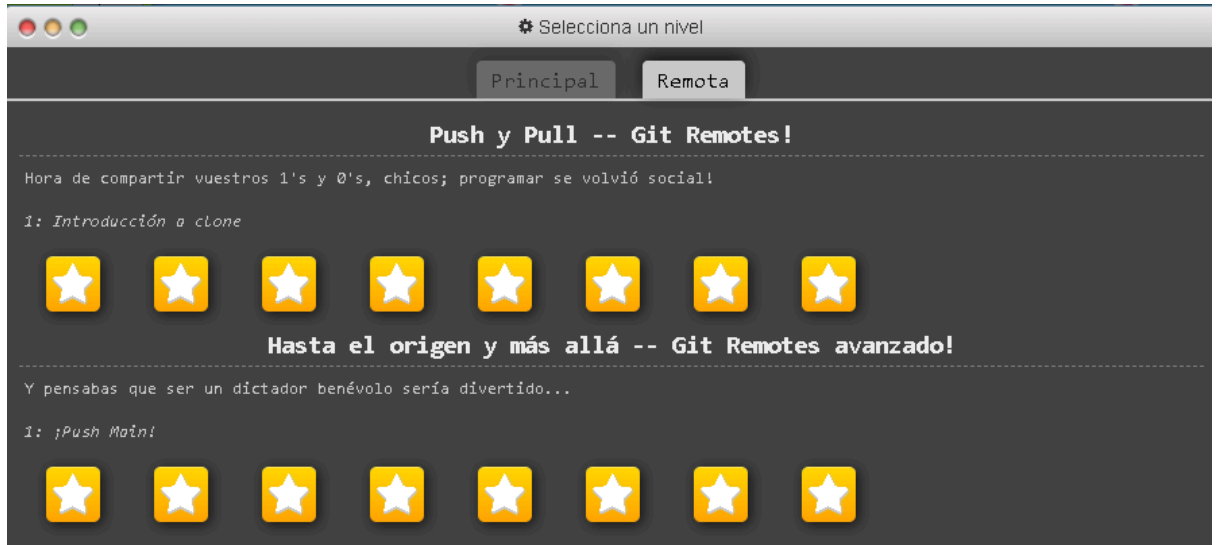 Selecciona un nivel
Principal
Remota
Push y Pull -- Git Remotes!
Hora de compartir vuestros 1's y 0's, chicos; programar se volvió social!
1: Introducción a clone
Hasta el origen y más allá -- Git Remotes avanzado!
Y pensabas que ser un dictador benévolo sería divertido...
1: ¡Push Main!